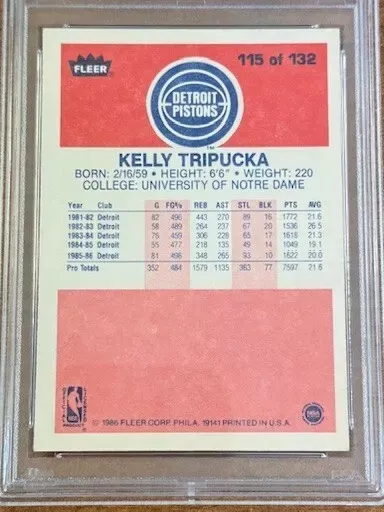 FLEER
115 of 132
DETROIT
PISTONS
TM
KELLY TRIPUCKA
BORN: 2/16/59 • HEIGHT: 6'6" • WEIGHT: 220
COLLEGE: UNIVERSITY OF NOTRE DAME
Year Club G FG% REB AST STL BLK PTS AVG
1981-82 Detroit 82 496 443 270 89 16 1772 21.6
1982-83 Detroit 58 489 264 237 67 20 1536 26.5
1983-84 Detroit 76 459 306 228 65 17 1618 21.3
1984-85 Detroit 55 477 218 135 49 14 1049 19.1
1985-86 Detroit 81 498 348 265 93 10 1622 20.0
Pro Totals 352 484 1579 1135 363 77 7597 21.6
© 1986 FLEER CORP. PHILA. 19141 PRINTED IN U.S.A.